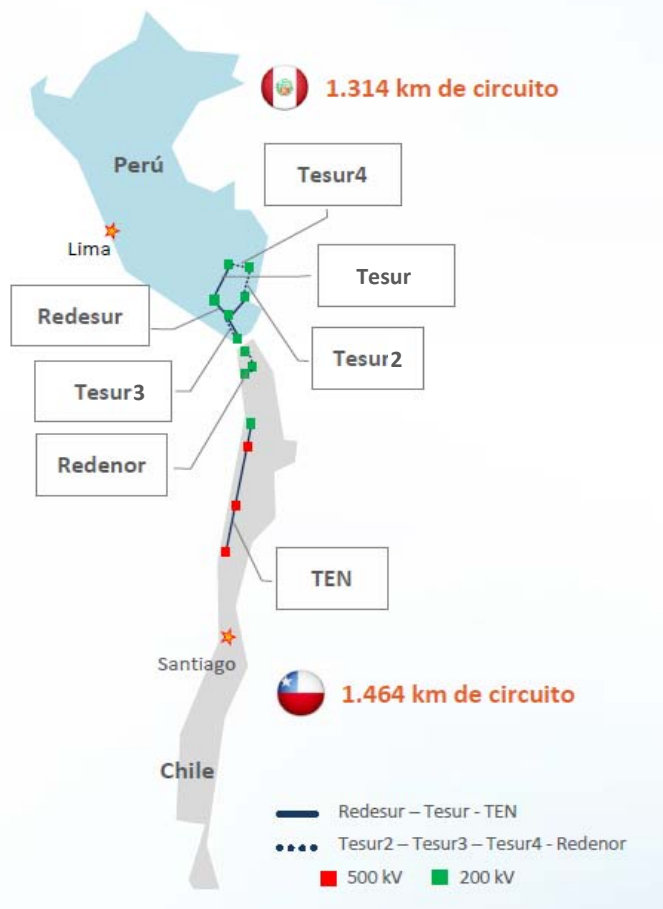 1.314 km de circuito
Perú
Tesur4
Lima
Tesur
Redesur
Tesur2
Tesur3
Redenor
TEN
Santiago
1.464 km de circuito
Chile
Redesur – Tesur - TEN
Tesur2 – Tesur3 – Tesur4 - Redenor
500 kV 200 kV